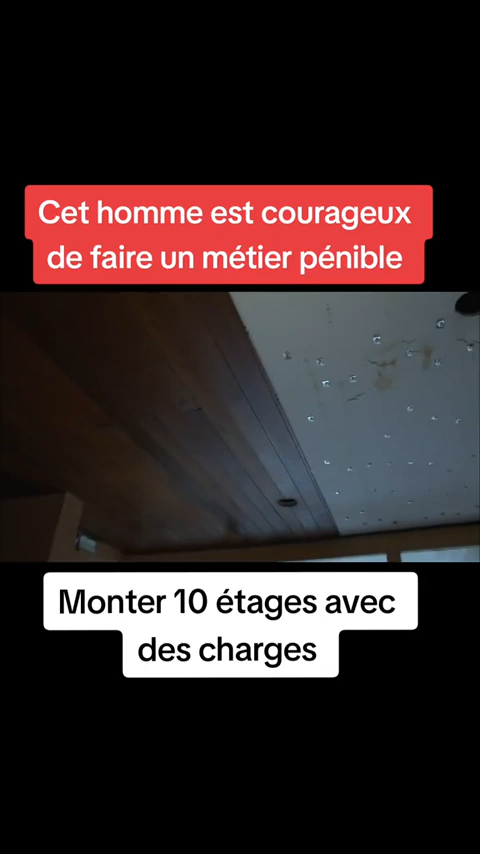 Cet homme est courageux
de faire un métier pénible
Monter 10 étages avec
des charges